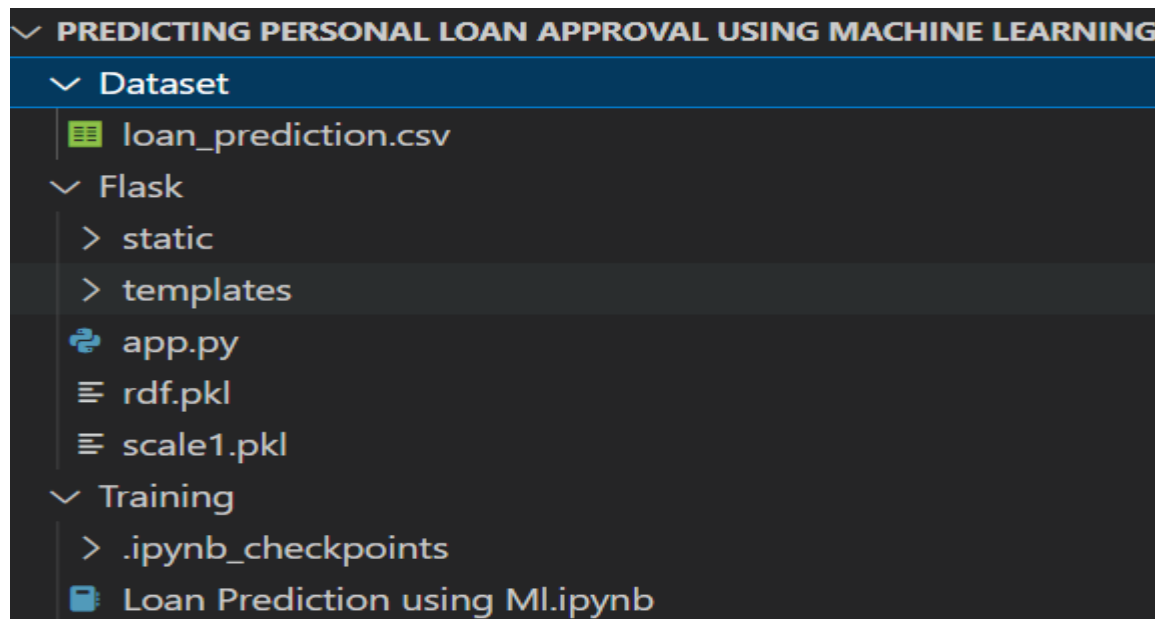 PREDICTING PERSONAL LOAN APPROVAL USING MACHINE LEARNING
Dataset
loan_prediction.csv
Flask
static
templates
app.py
rdf.pkl
scale1.pkl
Training
.ipynb_checkpoints
Loan Prediction using Ml.ipynb